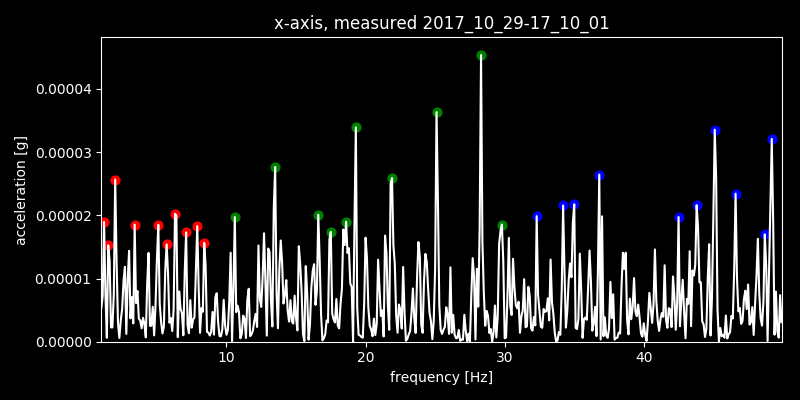 x-axis, measured 2017_10_29-17_10_01
acceleration [g]
0.00004
0.00003
0.00002
0.00001
0.00000
10 20 30 40
frequency [Hz]